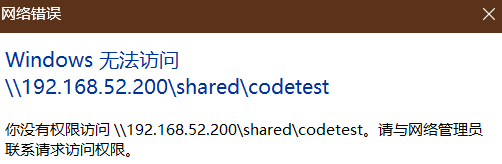 网络错误
Windows 无法访问
\\192.168.52.200\shared\codetest
你没有权限访问 \\192.168.52.200\shared\codetest。请与网络管理员
联系请求访问权限。